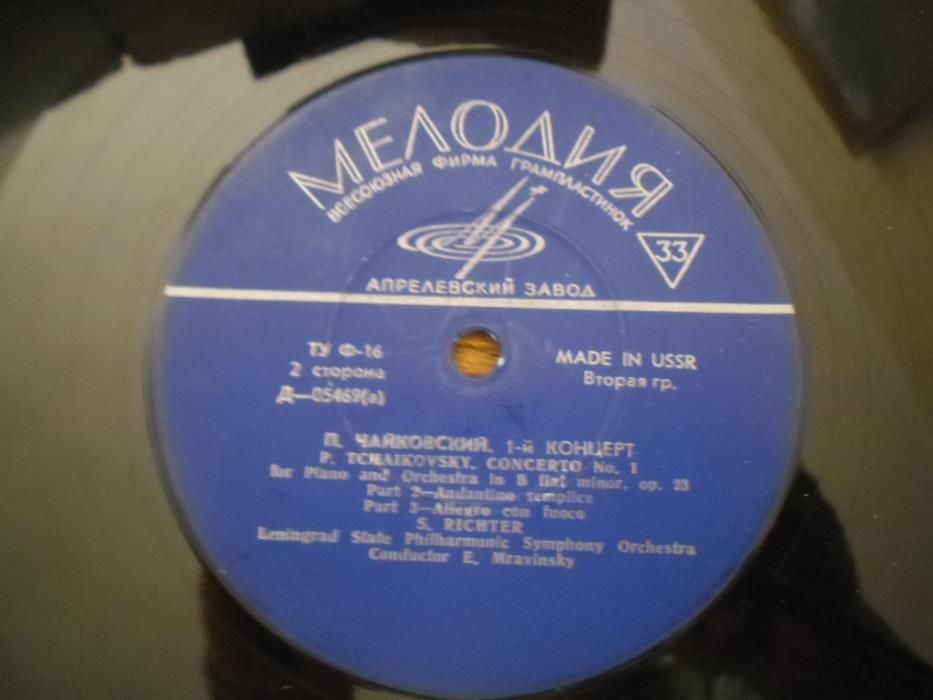 МЕЛОДИЯ
ВСЕСОЮЗНАЯ ФИРМА ГРАМПЛАСТИНОК
33
АПРЕЛЕВСКИЙ ЗАВОД
ТУ Ф-16
2 сторона
Д—05469(а)
MADE IN USSR
Вторая гр.
П. ЧАЙКОВСКИЙ. 1-й КОНЦЕРТ
P. TCHAIKOVSKY. CONCERTO No. 1
for Piano and Orchestra in B flat minor, op. 23
Part 2—Andantino semplice
Part 3—Allegro con fuoco
S. RICHTER
Leningrad State Philharmonic Symphony Orchestra
Conductor E. Mravinsky